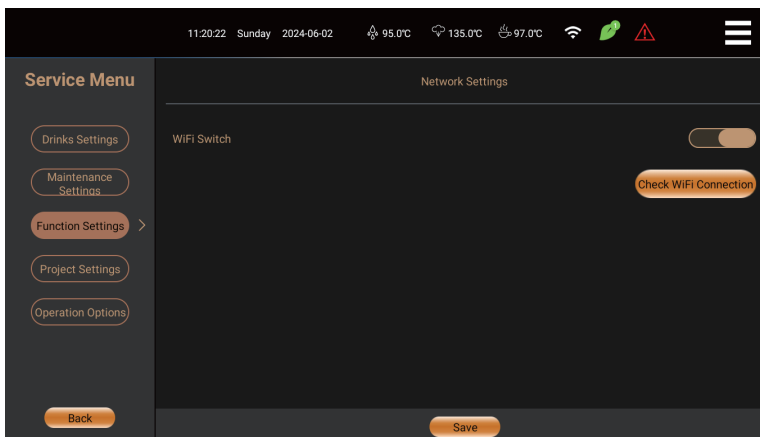 11:20:22 Sunday 2024-06-02 95.0℃ 135.0℃ 97.0℃ 1
Service Menu
Network Settings
Drinks Settings
WiFi Switch
Maintenance
Settings
Check WiFi Connection
Function Settings
Project Settings
Operation Options
Back
Save